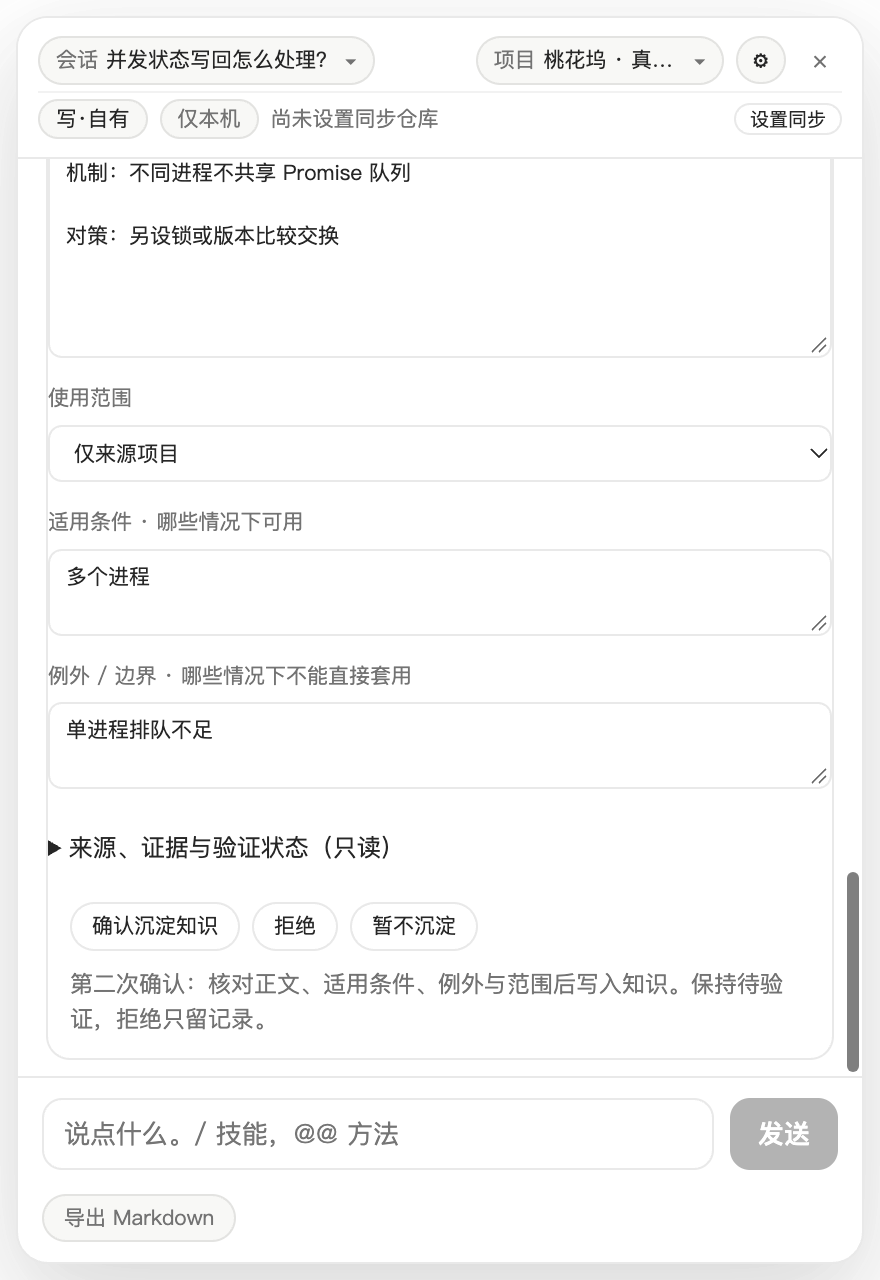 会话 并发状态写回怎么处理?
项目 桃花坞 · 真…
写·自有
仅本机
尚未设置同步仓库
设置同步
机制：不同进程不共享 Promise 队列
对策：另设锁或版本比较交换
使用范围
仅来源项目
适用条件 · 哪些情况下可用
多个进程
例外 / 边界 · 哪些情况下不能直接套用
单进程排队不足
来源、证据与验证状态（只读）
确认沉淀知识
拒绝
暂不沉淀
第二次确认：核对正文、适用条件、例外与范围后写入知识。保持待验
证，拒绝只留记录。
说点什么。/ 技能，@@ 方法
发送
导出 Markdown